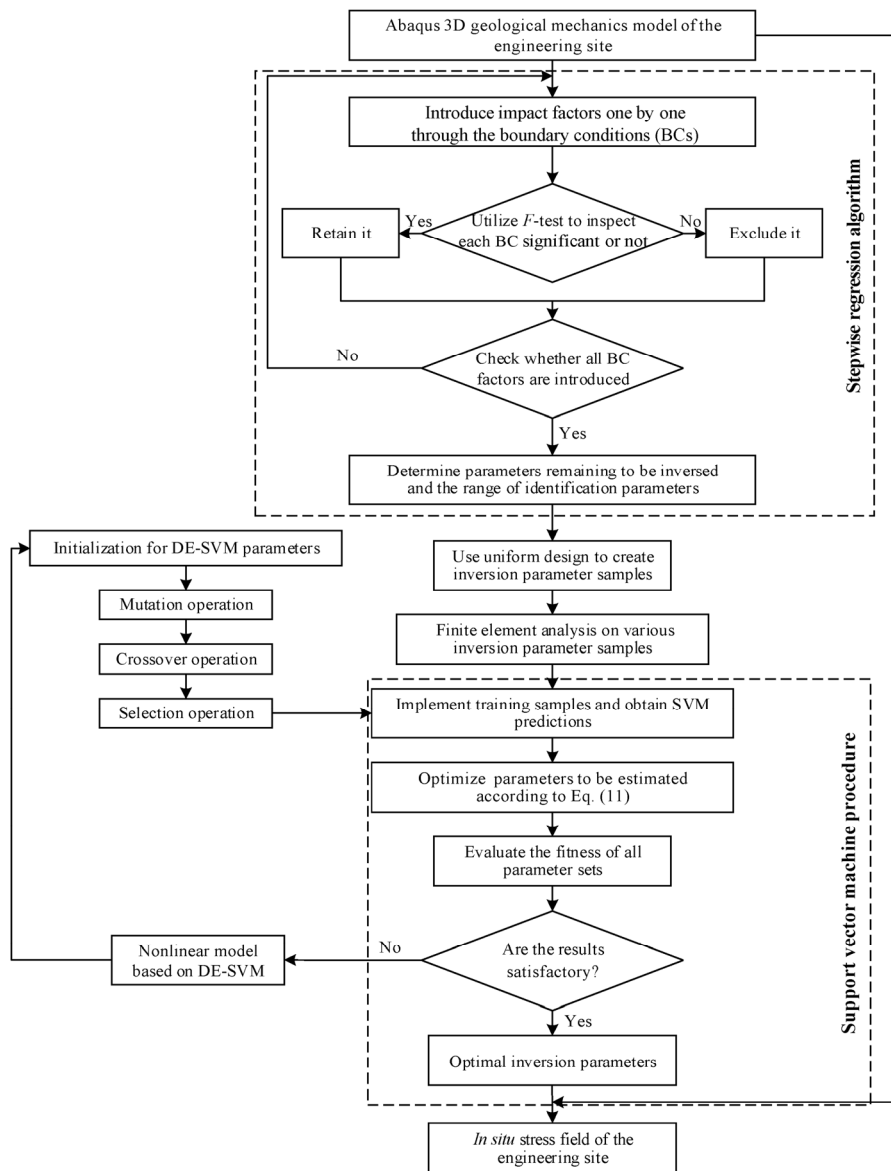 Abaqus 3D geological mechanics model of the
engineering site
Introduce impact factors one by one
through the boundary conditions (BCs)
Utilize F-test to inspect
each BC significant or not
Yes
No
Retain it
Exclude it
Check whether all BC
factors are introduced
No
Yes
Determine parameters remaining to be inversed
and the range of identification parameters
Stepwise regression algorithm
Initialization for DE-SVM parameters
Mutation operation
Crossover operation
Selection operation
Use uniform design to create
inversion parameter samples
Finite element analysis on various
inversion parameter samples
Implement training samples and obtain SVM
predictions
Optimize parameters to be estimated
according to Eq. (11)
Evaluate the fitness of all
parameter sets
Are the results
satisfactory?
No
Yes
Nonlinear model
based on DE-SVM
Optimal inversion parameters
Support vector machine procedure
In situ stress field of the
engineering site